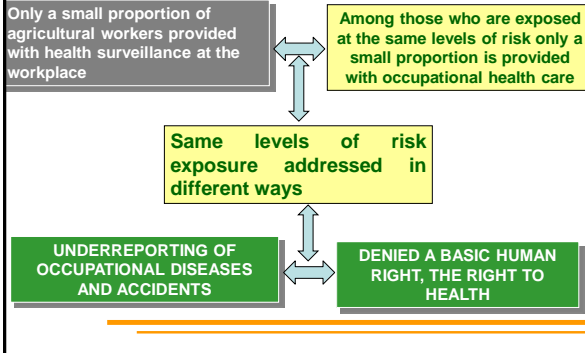 Only a small proportion of
agricultural workers provided
with health surveillance at the
workplace
Among those who are exposed
at the same levels of risk only a
small proportion is provided
with occupational health care
Same levels of risk
exposure addressed in
different ways
UNDERREPORTING OF
OCCUPATIONAL DISEASES
AND ACCIDENTS
DENIED A BASIC HUMAN
RIGHT, THE RIGHT TO
HEALTH